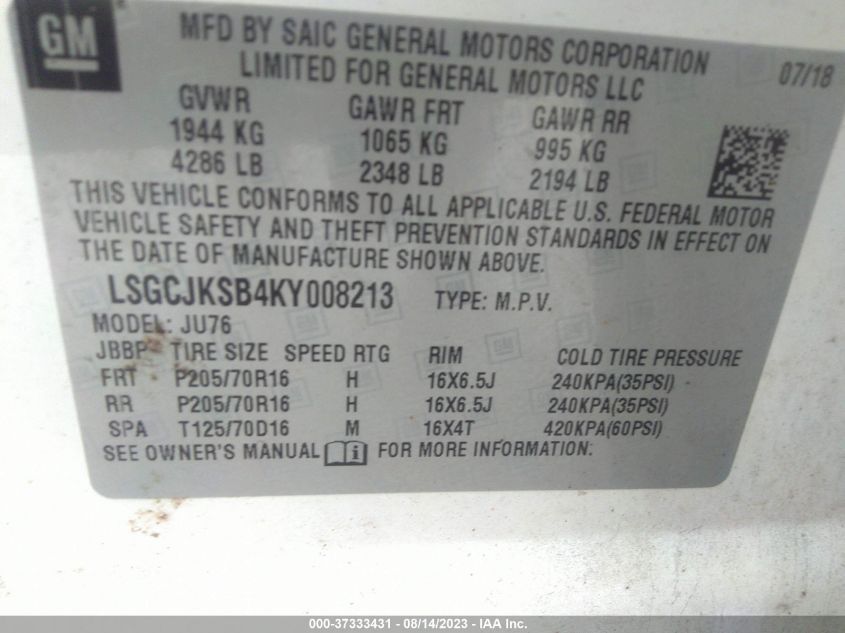 GM
MFD BY SAIC GENERAL MOTORS CORPORATION
LIMITED FOR GENERAL MOTORS LLC 07/18
GVWR GAWR FRT GAWR RR
1944 KG 1065 KG 995 KG
4286 LB 2348 LB 2194 LB
THIS VEHICLE CONFORMS TO ALL APPLICABLE U.S. FEDERAL MOTOR
VEHICLE SAFETY AND THEFT PREVENTION STANDARDS IN EFFECT ON
THE DATE OF MANUFACTURE SHOWN ABOVE.
LSGCJKSB4KY008213 TYPE: M.P.V.
MODEL: JU76
JBBP TIRE SIZE SPEED RTG RIM COLD TIRE PRESSURE
FRT P205/70R16 H 16X6.5J 240KPA(35PSI)
RR P205/70R16 H 16X6.5J 240KPA(35PSI)
SPA T125/70D16 M 16X4T 420KPA(60PSI)
SEE OWNER'S MANUAL i FOR MORE INFORMATION:
000-37333431 - 08/14/2023 - IAA Inc.